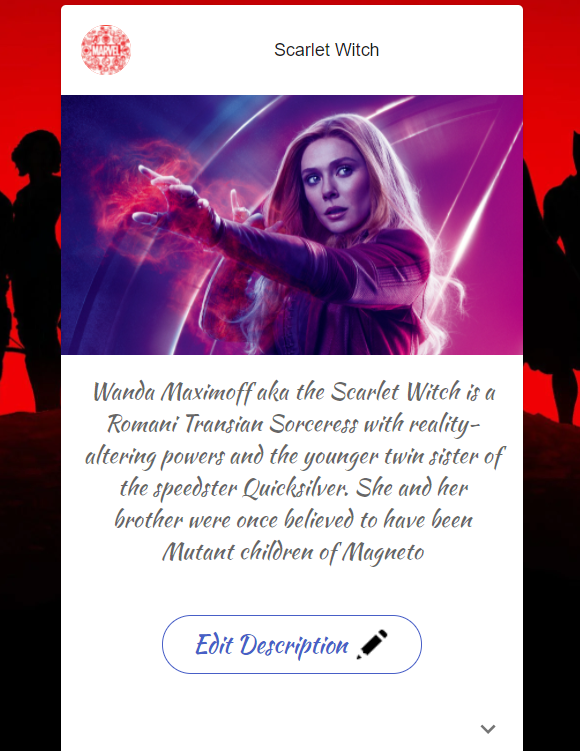 MARVEL
Scarlet Witch
Wanda Maximoff aka the Scarlet Witch is a
Romani Transian Sorceress with reality-
altering powers and the younger twin sister of
the speedster Quicksilver. She and her
brother were once believed to have been
Mutant children of Magneto
Edit Description